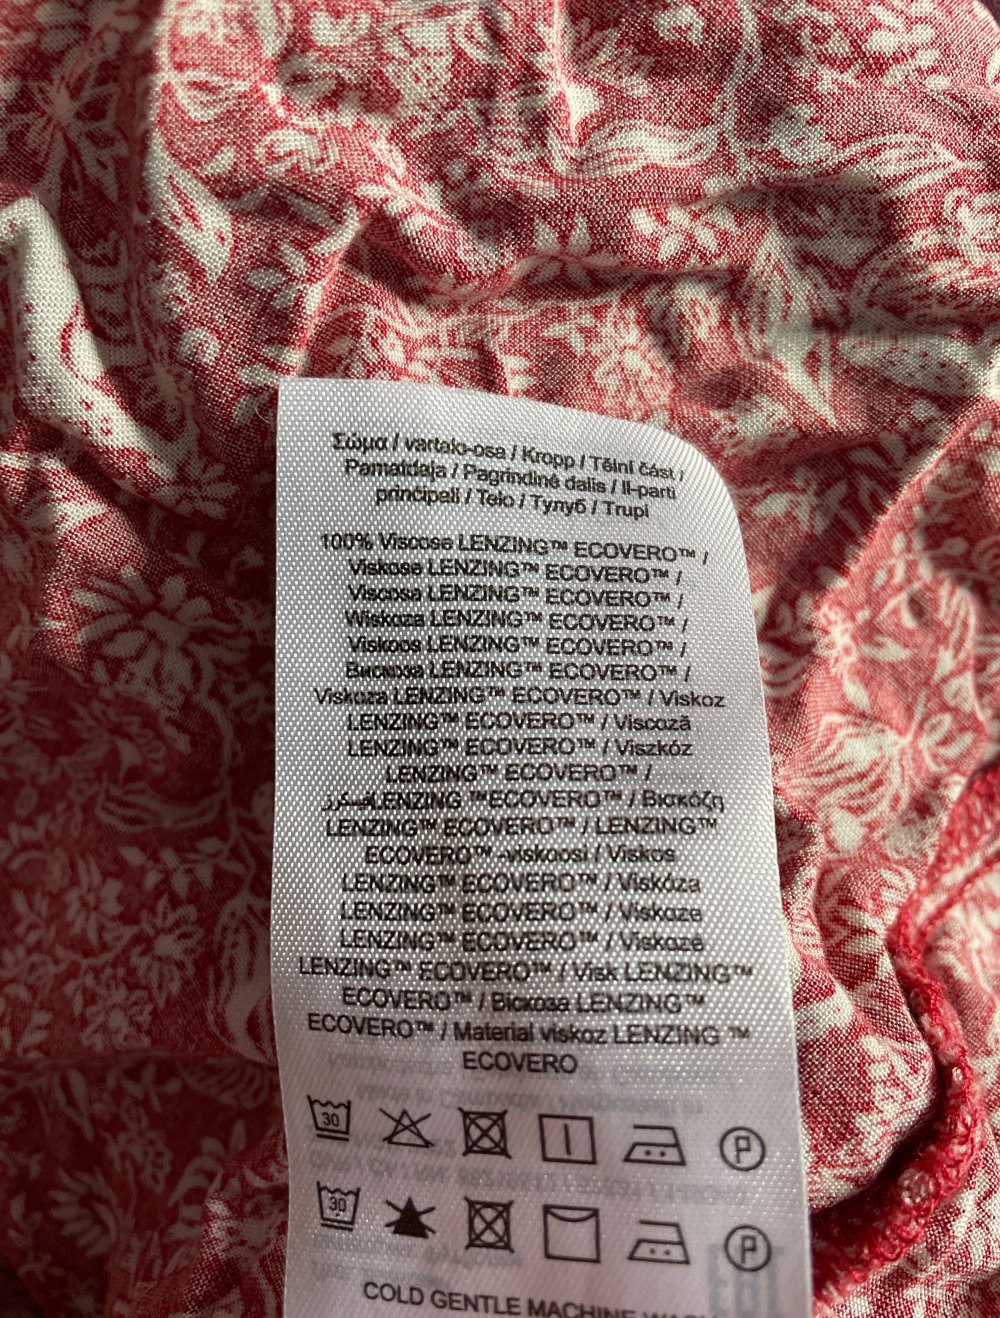 Σώμα / vartalo-osa / Kropp / Tělní část /
Pamatdaļa / Pagrindinė dalis / Il-parti
prinċipali / Telo / Тулуб / Trupi
100% Viscose LENZING™ ECOVERO™ /
Viskose LENZING™ ECOVERO™ /
Viscosa LENZING™ ECOVERO™ /
Wiskoza LENZING™ ECOVERO™ /
Viskoos LENZING™ ECOVERO™ /
Вискоза LENZING™ ECOVERO™ /
Viskoza LENZING™ ECOVERO™ / Viskoz
LENZING™ ECOVERO™ / Viscoză
LENZING™ ECOVERO™ / Viszkóz
LENZING™ ECOVERO™ /
LENZING ™ECOVERO™ / Βισκόζη
LENZING™ ECOVERO™ / LENZING™
ECOVERO™ -viskoosi / Viskos
LENZING™ ECOVERO™ / Viskóza
LENZING™ ECOVERO™ / Viskoze
LENZING™ ECOVERO™ / Viskozė
LENZING™ ECOVERO™ / Visk LENZING™
ECOVERO™ / Віскоза LENZING™
ECOVERO™ / Material viskoz LENZING ™
ECOVERO
30 P
30 P
COLD GENTLE MACHINE WASH